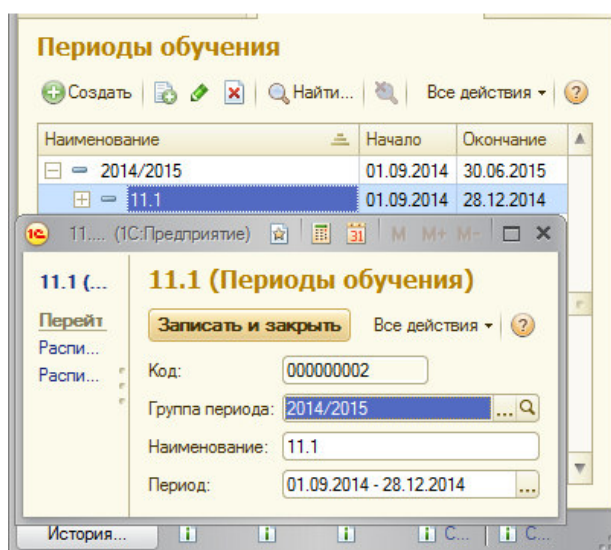 Периоды обучения
Создать Найти... Все действия
Наименование Начало Окончание
2014/2015 01.09.2014 30.06.2015
11.1 01.09.2014 28.12.2014
11.... (1С:Предприятие) 31 M M+ M-
11.1 (...
Перейт
Распи...
Распи...
11.1 (Периоды обучения)
Записать и закрыть Все действия
Код: 000000002
Группа периода: 2014/2015
Наименование: 11.1
Период: 01.09.2014 - 28.12.2014
История... С... С...